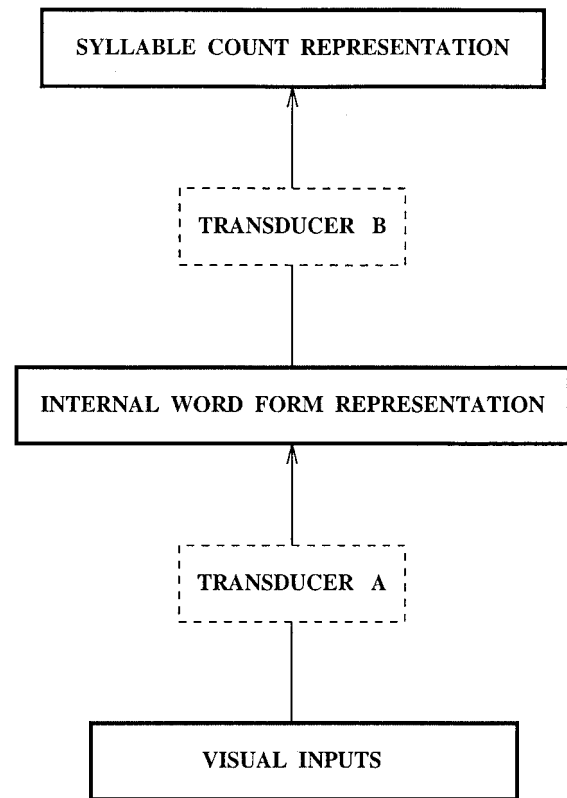 SYLLABLE COUNT REPRESENTATION
TRANSDUCER B
INTERNAL WORD FORM REPRESENTATION
TRANSDUCER A
VISUAL INPUTS